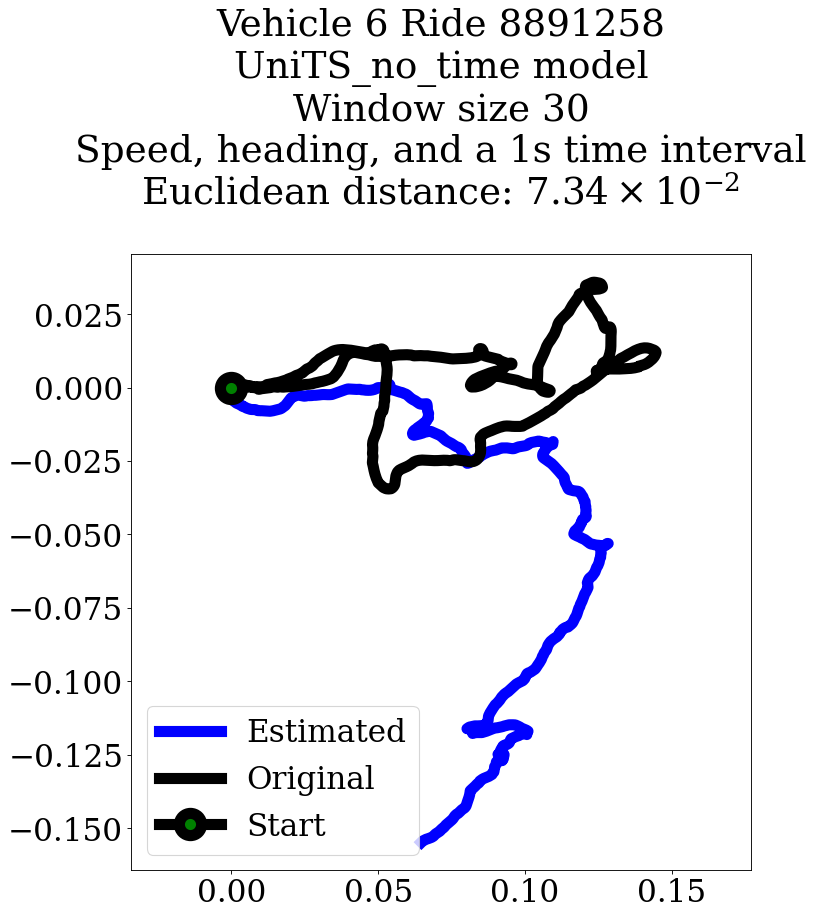 Vehicle 6 Ride 8891258
UniTS_no_time model
Window size 30
Speed, heading, and a 1s time interval
Euclidean distance: 7.34 × 10⁻²
0.025
0.000
−0.025
−0.050
−0.075
−0.100
−0.125
−0.150
Estimated
Original
Start
0.00 0.05 0.10 0.15